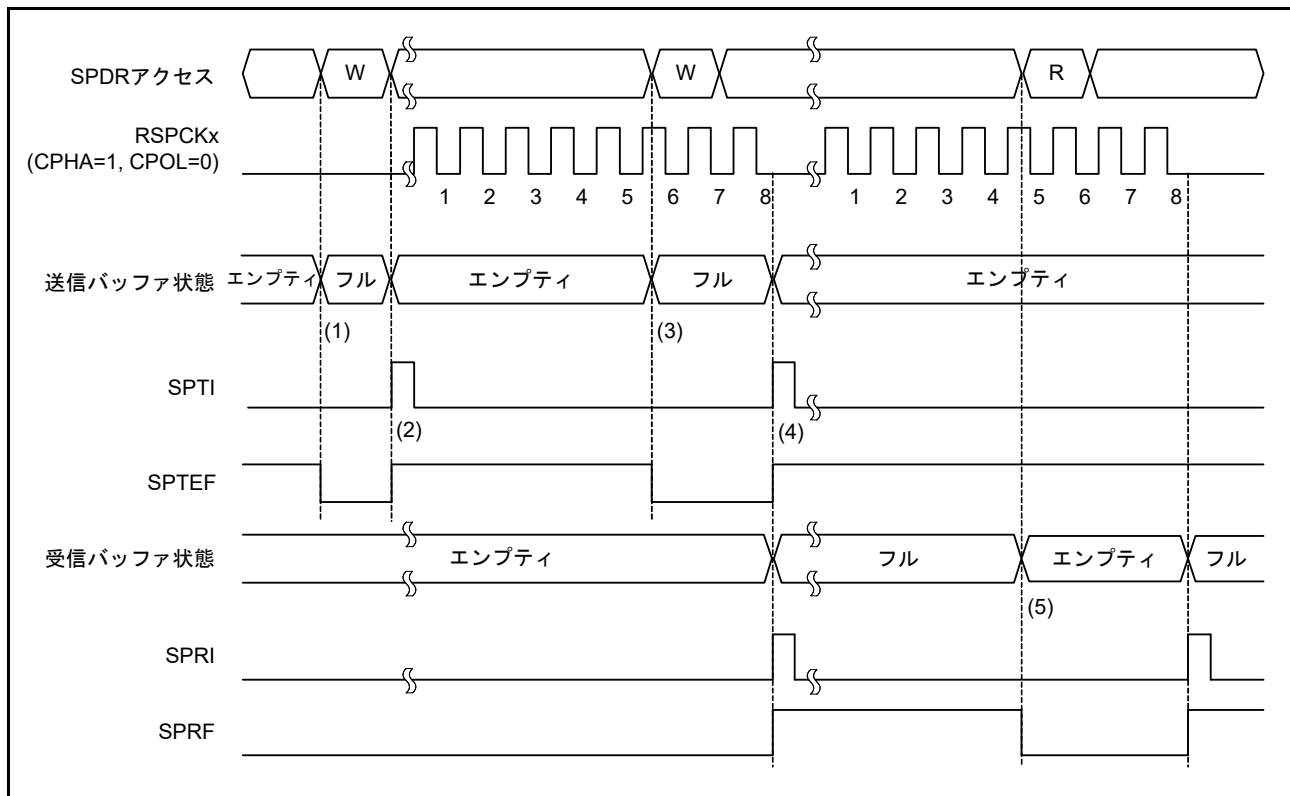 SPDRアクセス
W
W
R
RSPCKx
(CPHA=1, CPOL=0)
1 2 3 4 5 6 7 8
1 2 3 4 5 6 7 8
送信バッファ状態
エンプティ
フル
エンプティ
フル
エンプティ
(1)
(3)
SPTI
(2)
(4)
SPTEF
受信バッファ状態
エンプティ
フル
エンプティ
フル
(5)
SPRI
SPRF